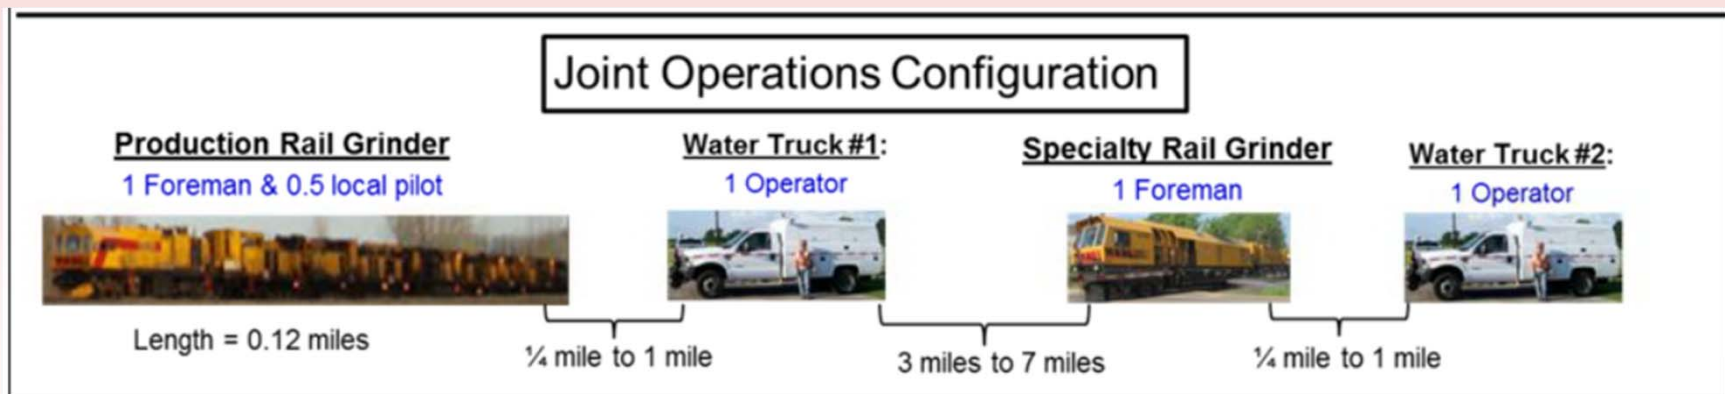 Joint Operations Configuration
Production Rail Grinder
1 Foreman & 0.5 local pilot
Water Truck #1:
1 Operator
Specialty Rail Grinder
1 Foreman
Water Truck #2:
1 Operator
Length = 0.12 miles
¼ mile to 1 mile
3 miles to 7 miles
¼ mile to 1 mile